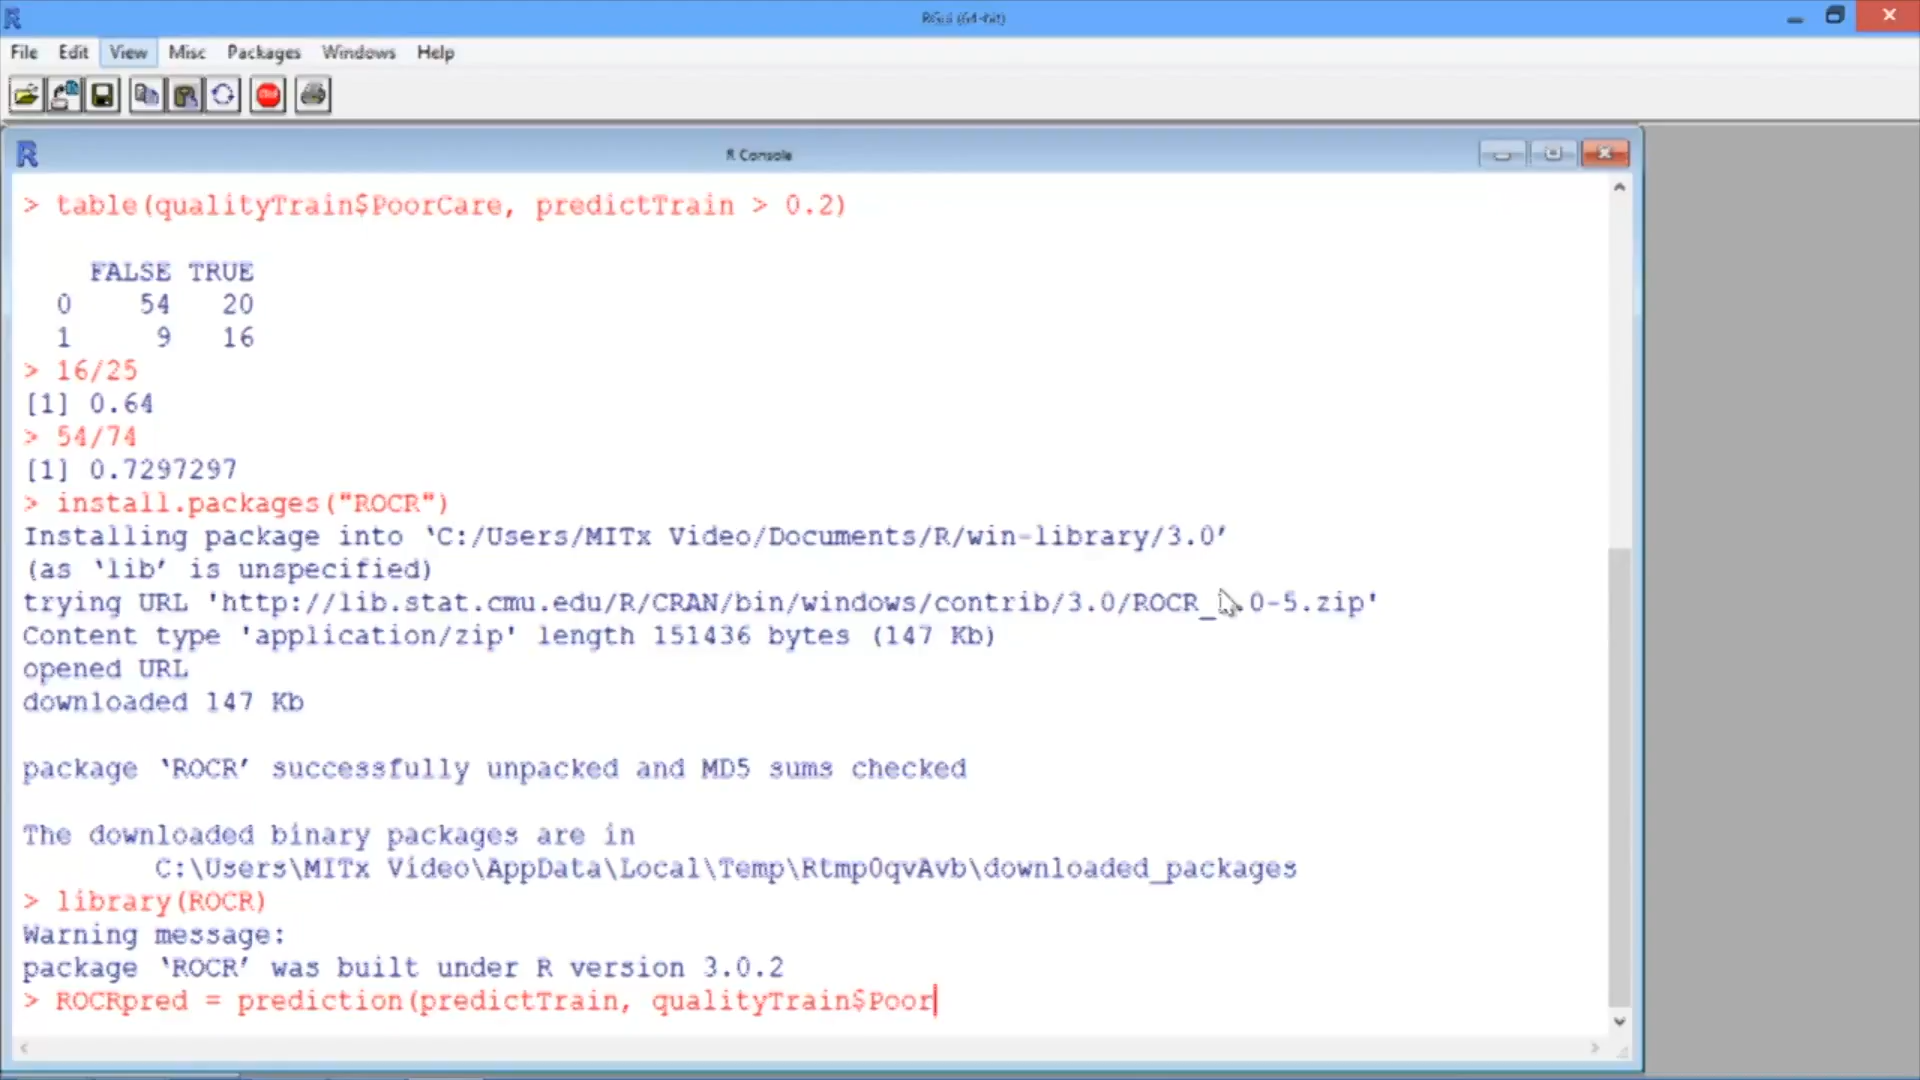 RGui (64-bit)
File Edit View Misc Packages Windows Help
R Console
> table(qualityTrain$PoorCare, predictTrain > 0.2)
FALSE TRUE
0 54 20
1 9 16
> 16/25
[1] 0.64
> 54/74
[1] 0.7297297
> install.packages("ROCR")
Installing package into ‘C:/Users/MITx Video/Documents/R/win-library/3.0’
(as ‘lib’ is unspecified)
trying URL 'http://lib.stat.cmu.edu/R/CRAN/bin/windows/contrib/3.0/ROCR_1.0-5.zip'
Content type 'application/zip' length 151436 bytes (147 Kb)
opened URL
downloaded 147 Kb
package ‘ROCR’ successfully unpacked and MD5 sums checked
The downloaded binary packages are in
C:\Users\MITx Video\AppData\Local\Temp\Rtmp0qvAvb\downloaded_packages
> library(ROCR)
Warning message:
package ‘ROCR’ was built under R version 3.0.2
> ROCRpred = prediction(predictTrain, qualityTrain$Poor